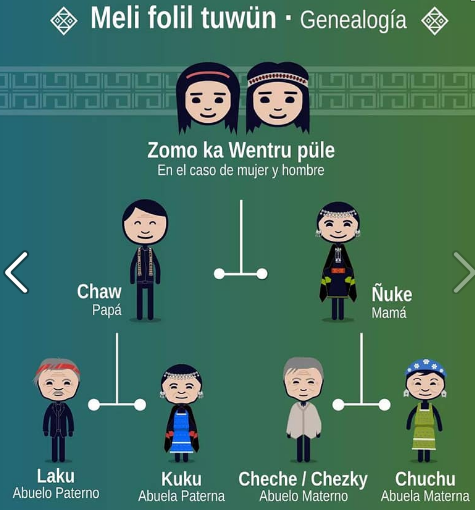 Meli folil tuwün · Genealogía
Zomo ka Wentru püle
En el caso de mujer y hombre
Chaw
Papá
Ñuke
Mamá
Laku
Abuelo Paterno
Kuku
Abuela Paterna
Cheche / Chezky
Abuelo Materno
Chuchu
Abuela Materna